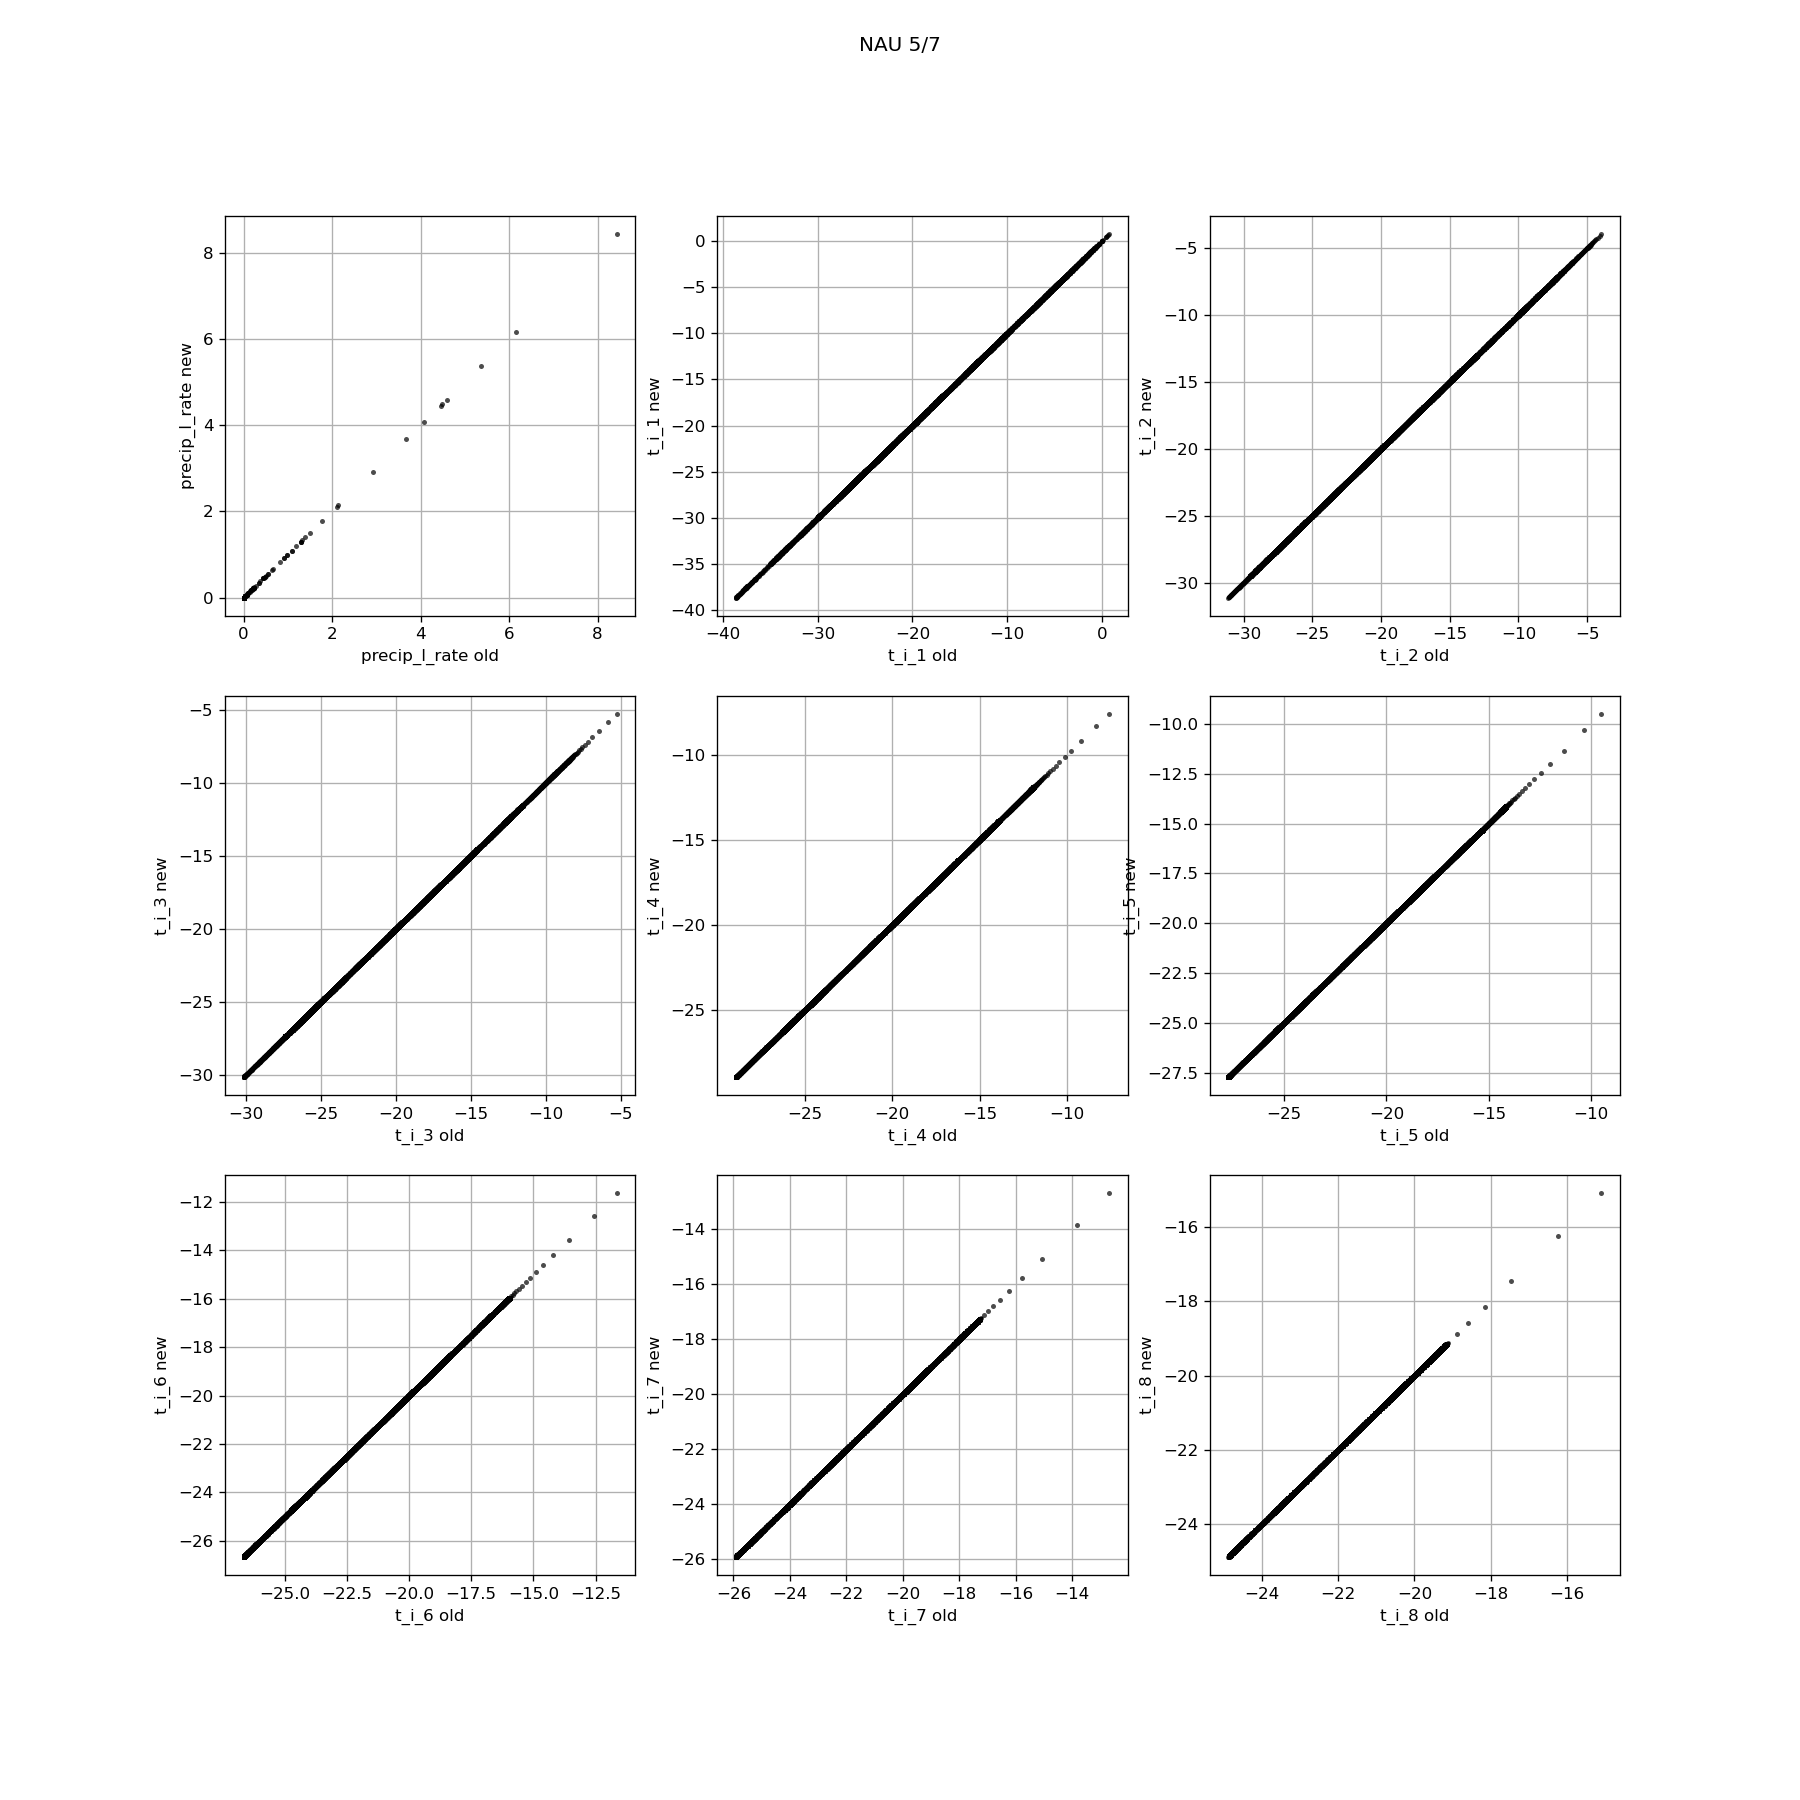 NAU 5/7
8
6
4
2
0
precip_l_rate new
0 2 4 6 8
precip_l_rate old
0
−5
−10
−15
−20
−25
−30
−35
−40
t_i_1 new
−40 −30 −20 −10 0
t_i_1 old
−5
−10
−15
−20
−25
−30
t_i_2 new
−30 −25 −20 −15 −10 −5
t_i_2 old
−5
−10
−15
−20
−25
−30
t_i_3 new
−30 −25 −20 −15 −10 −5
t_i_3 old
−10
−15
−20
−25
t_i_4 new
−25 −20 −15 −10
t_i_4 old
−10.0
−12.5
−15.0
−17.5
−20.0
−22.5
−25.0
−27.5
t_i_5 new
−25 −20 −15 −10
t_i_5 old
−12
−14
−16
−18
−20
−22
−24
−26
t_i_6 new
−25.0 −22.5 −20.0 −17.5 −15.0 −12.5
t_i_6 old
−14
−16
−18
−20
−22
−24
−26
t_i_7 new
−26 −24 −22 −20 −18 −16 −14
t_i_7 old
−16
−18
−20
−22
−24
t_i_8 new
−24 −22 −20 −18 −16
t_i_8 old